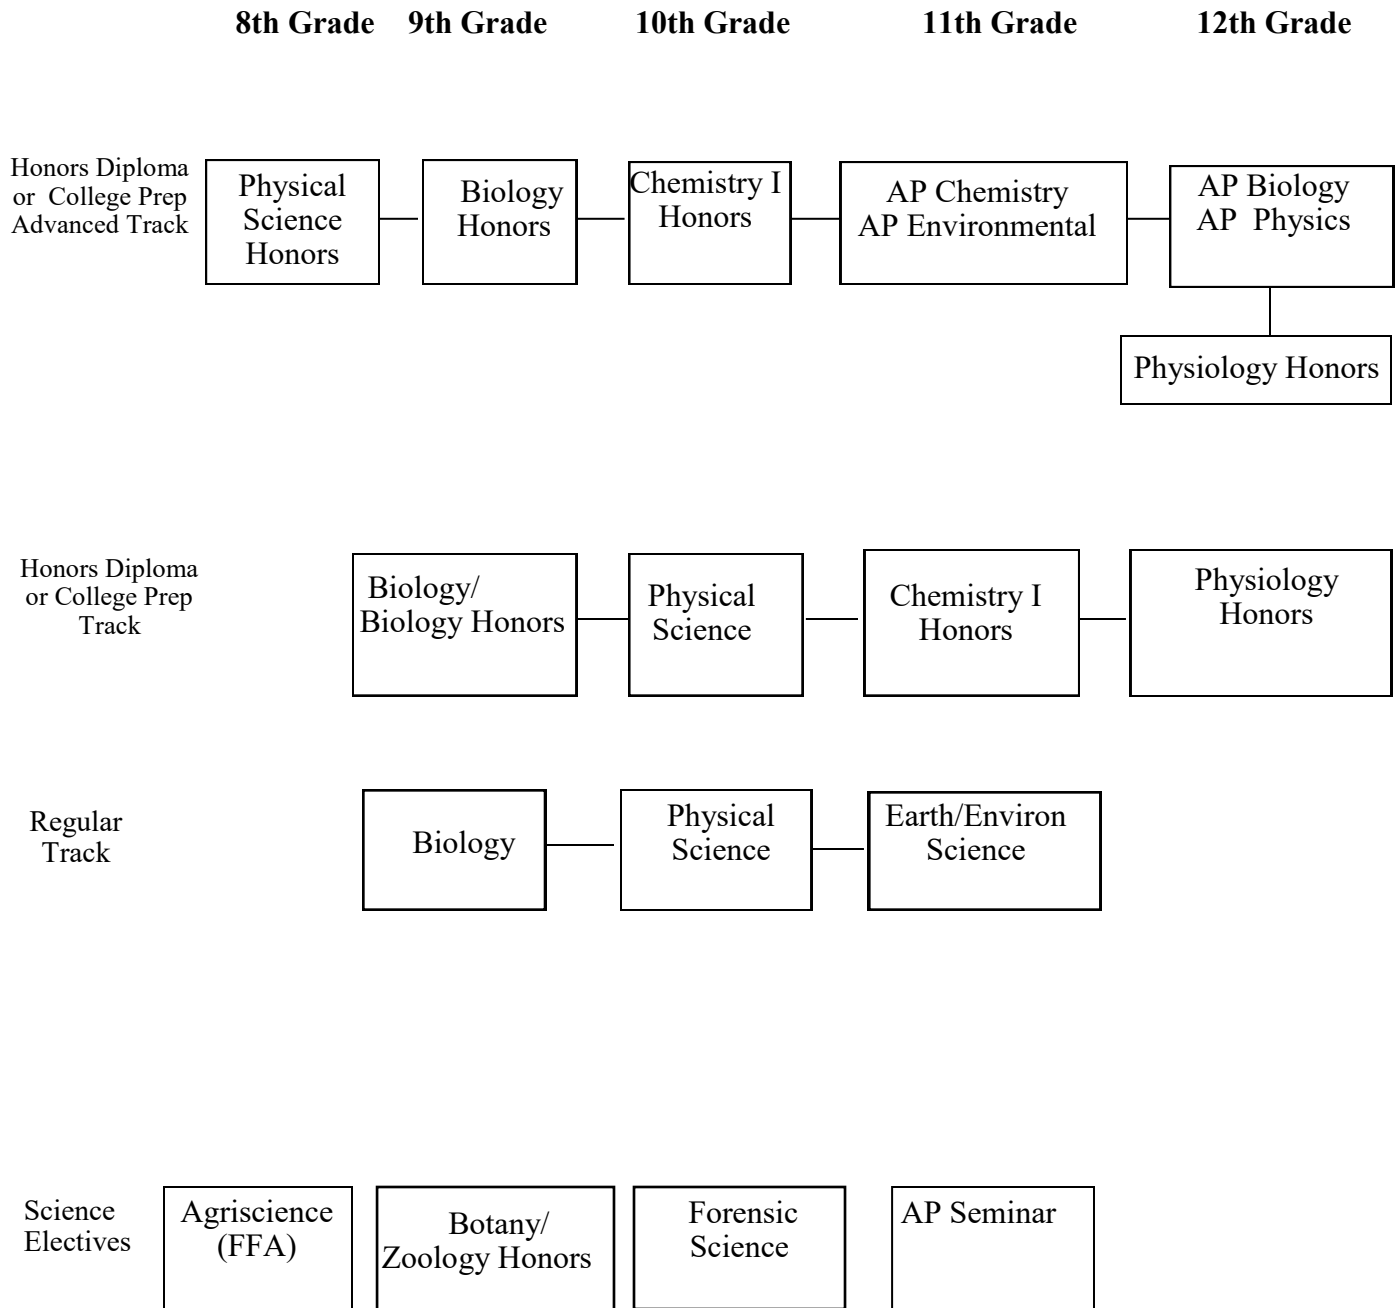 8th Grade 9th Grade 10th Grade 11th Grade 12th Grade
Honors Diploma
or College Prep
Advanced Track
Physical
Science
Honors
Biology
Honors
Chemistry I
Honors
AP Chemistry
AP Environmental
AP Biology
AP Physics
Physiology Honors
Honors Diploma
or College Prep
Track
Biology/
Biology Honors
Physical
Science
Chemistry I
Honors
Physiology
Honors
Regular
Track
Biology
Physical
Science
Earth/Environ
Science
Science
Electives
Agriscience
(FFA)
Botany/
Zoology Honors
Forensic
Science
AP Seminar